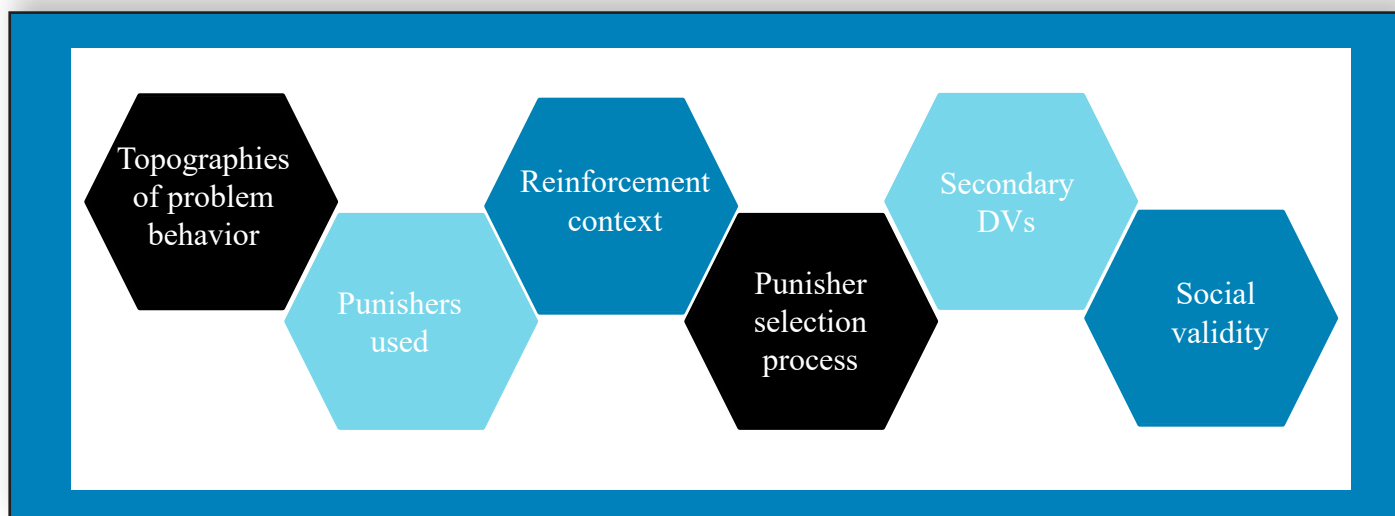 Topographies
of problem
behavior
Punishers
used
Reinforcement
context
Punisher
selection
process
Secondary
DVs
Social
validity